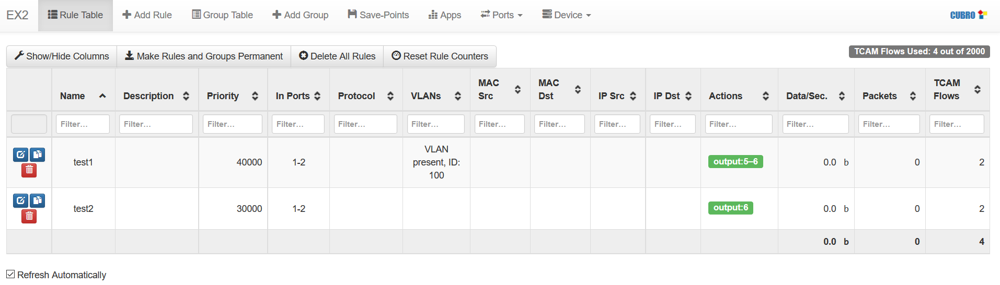 EX2 Rule Table Add Rule Group Table Add Group Save-Points Apps Ports Device CUBRO
Show/Hide Columns Make Rules and Groups Permanent Delete All Rules Reset Rule Counters TCAM Flows Used: 4 out of 2000
Name Description Priority In Ports Protocol VLANs MAC Src MAC Dst IP Src IP Dst Actions Data/Sec. Packets TCAM Flows
Filter... Filter... Filter... Filter... Filter... Filter... Filter... Filter... Filter... Filter... Filter... Filter... Filter... Filter...
test1 40000 1-2 VLAN present, ID: 100 output:5–6 0.0 b 0 2
test2 30000 1-2 output:6 0.0 b 0 2
0.0 b 0 4
Refresh Automatically